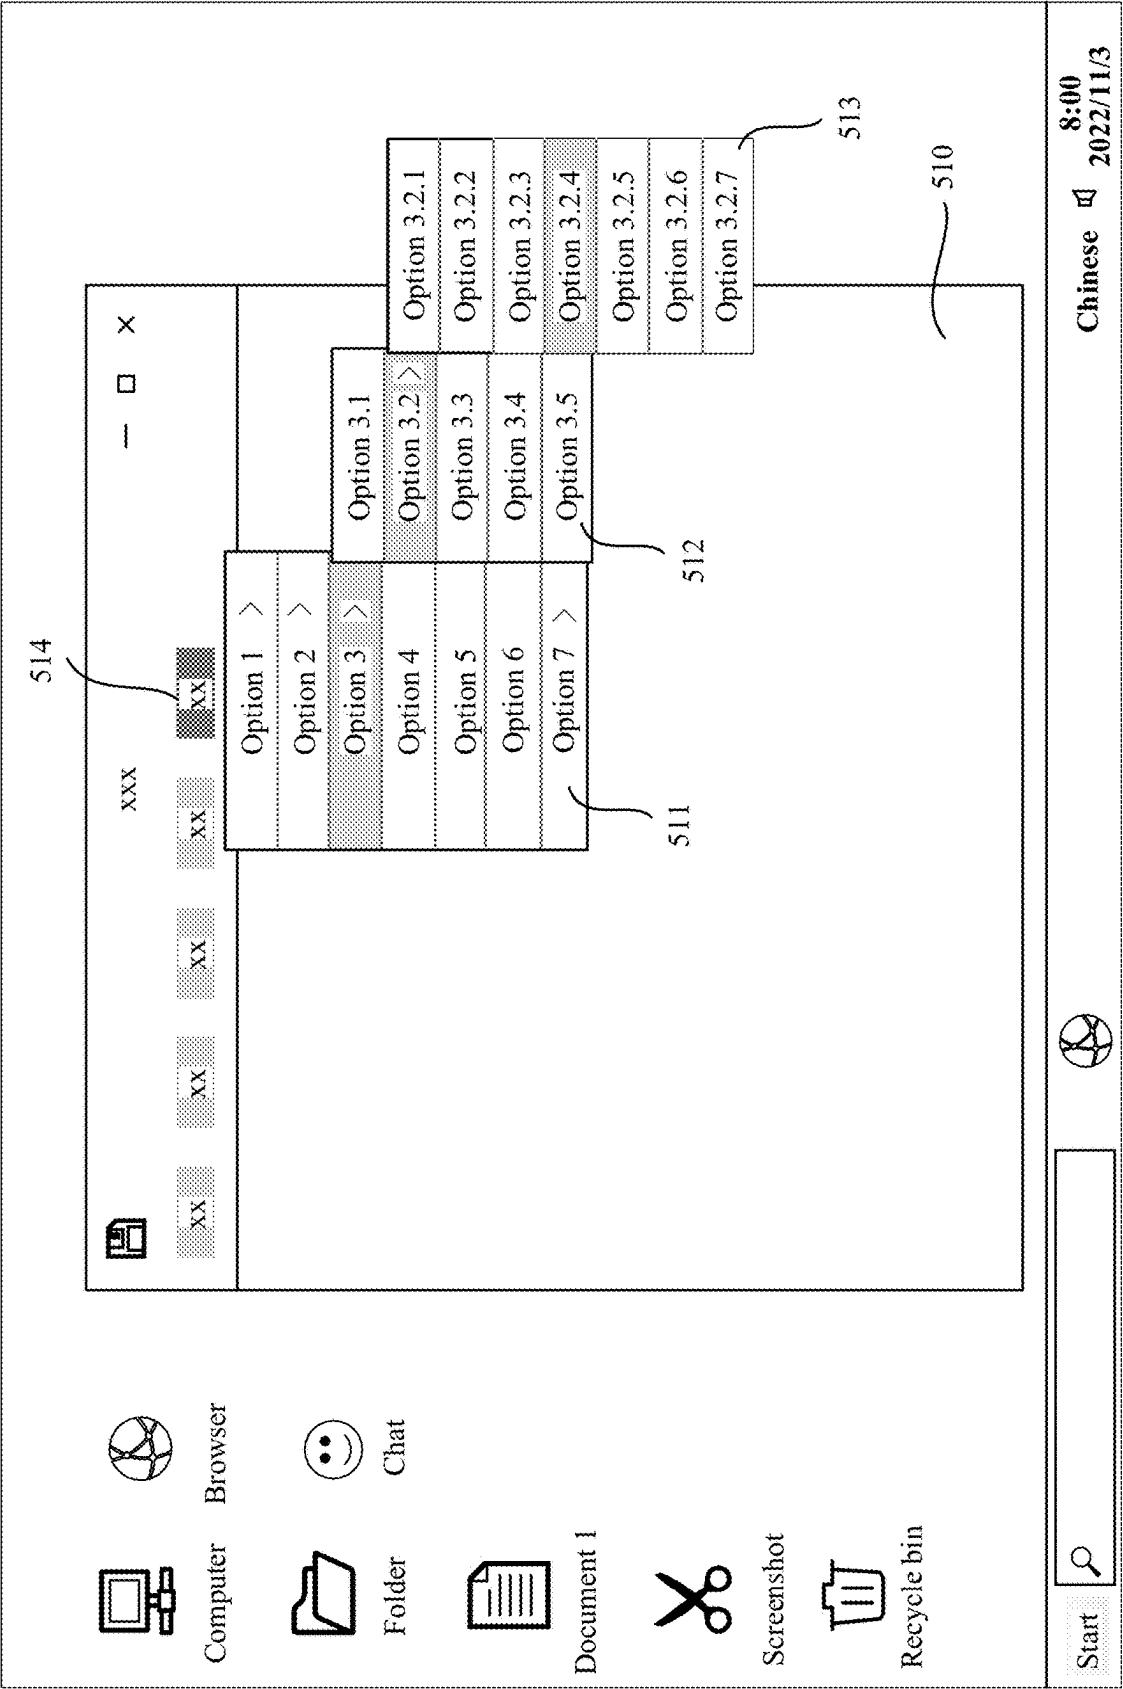 514
xxx
xx
xx
xx
xx
xx
Computer
Browser
Folder
Chat
Document 1
Screenshot
Recycle bin
Option 1 >
Option 2 >
Option 3 >
Option 4
Option 5
Option 6
Option 7 >
511
Option 3.1
Option 3.2 >
Option 3.3
Option 3.4
Option 3.5
512
Option 3.2.1
Option 3.2.2
Option 3.2.3
Option 3.2.4
Option 3.2.5
Option 3.2.6
Option 3.2.7
513
510
Start
Chinese
8:00
2022/11/3